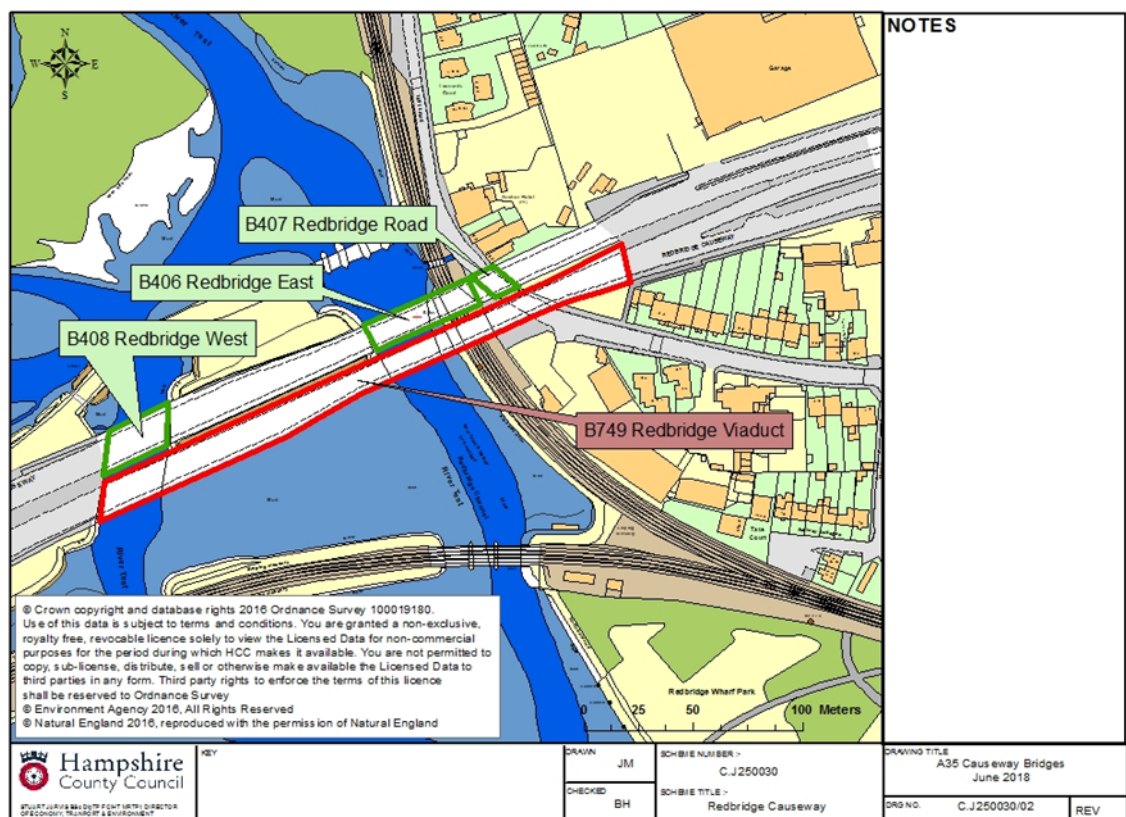 NOTES
N
W
E
S
Garage
B407 Redbridge Road
REDBRIDGE CAUSEWAY
B406 Redbridge East
B408 Redbridge West
B749 Redbridge Viaduct
River Test
River Test
Redbridge Wharf Park
0 25 50 100 Meters
© Crown copyright and database rights 2016 Ordnance Survey 100019180.
Use of this data is subject to terms and conditions. You are granted a non-exclusive,
royalty free, revocable licence solely to view the Licensed Data for non-commercial
purposes for the period during which HCC makes it available. You are not permitted to
copy, sub-license, distribute, sell or otherwise make available the Licensed Data to
third parties in any form. Third party rights to enforce the terms of this licence
shall be reserved to Ordnance Survey
© Environment Agency 2016, All Rights Reserved
© Natural England 2016, reproduced with the permission of Natural England
Hampshire
County Council
OF ECONOMY, TRANSPORT & ENVIRONMENT
KEY
DRAWN
JM
CHECKED
BH
SCHEME NUMBER :-
C.J250030
SCHEME TITLE :-
Redbridge Causeway
DRAWING TITLE
A35 Causeway Bridges
June 2018
DRG NO. C.J250030/02
REV